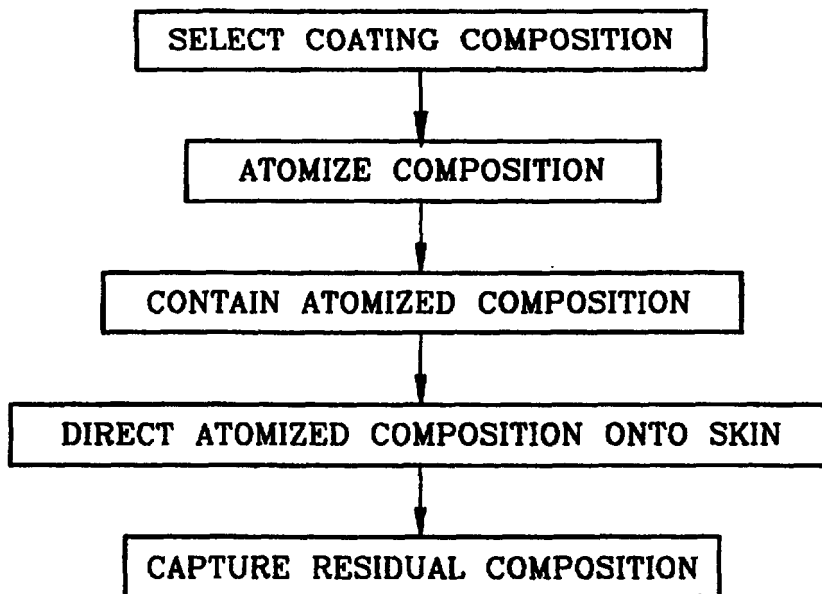 SELECT COATING COMPOSITION
ATOMIZE COMPOSITION
CONTAIN ATOMIZED COMPOSITION
DIRECT ATOMIZED COMPOSITION ONTO SKIN
CAPTURE RESIDUAL COMPOSITION